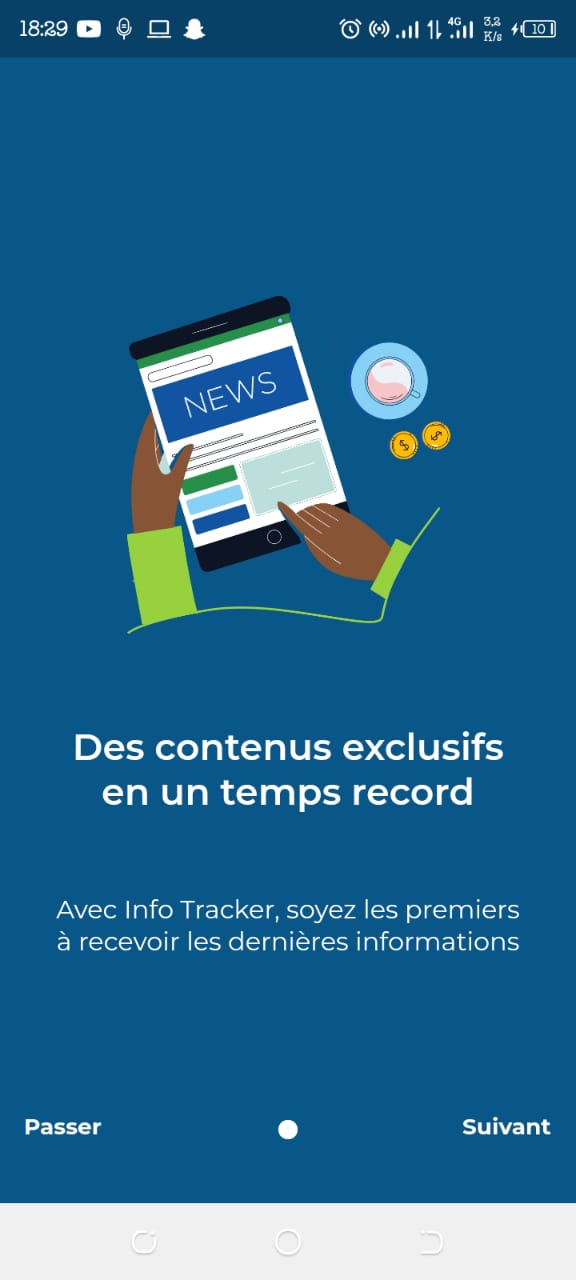 18:29
4G
3,2
K/s
10
NEWS
Des contenus exclusifs
en un temps record
Avec Info Tracker, soyez les premiers
à recevoir les dernières informations
Passer
Suivant